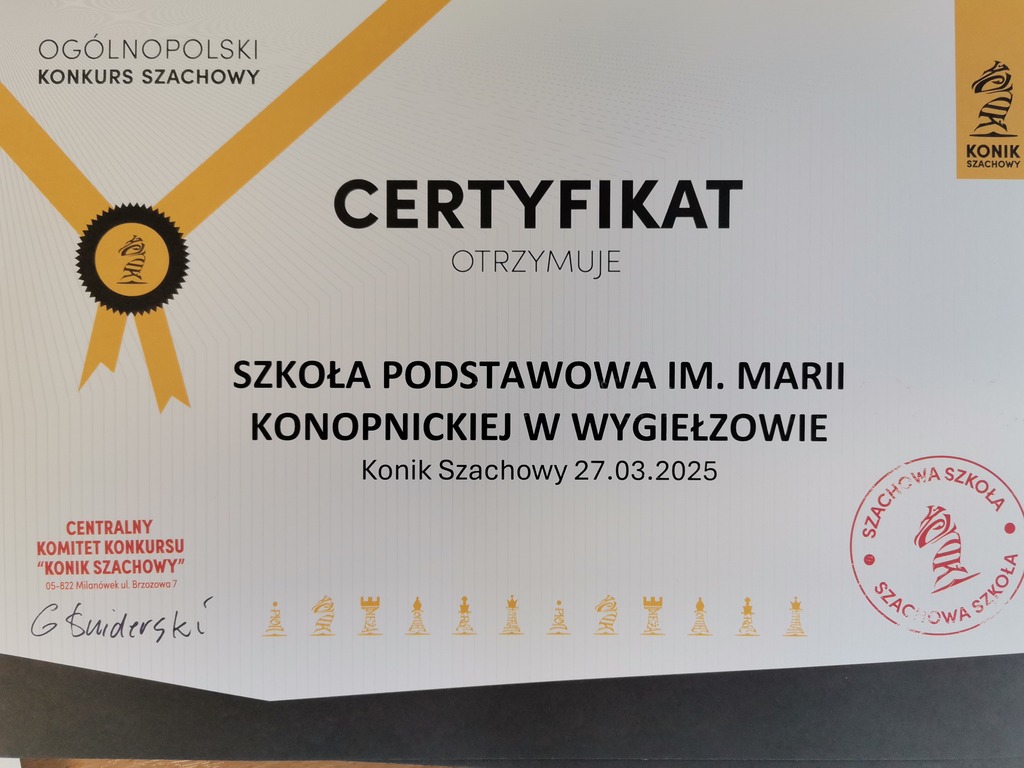 OGÓLNOPOLSKI
KONKURS SZACHOWY
KONIK
SZACHOWY
CERTYFIKAT
OTRZYMUJE
SZKOŁA PODSTAWOWA IM. MARII
KONOPNICKIEJ W WYGIEŁZOWIE
Konik Szachowy 27.03.2025
CENTRALNY
KOMITET KONKURSU
“KONIK SZACHOWY”
05-822 Milanówek ul. Brzozowa 7
G Świderski
SZACHOWA SZKOŁA
SZACHOWA SZKOŁA